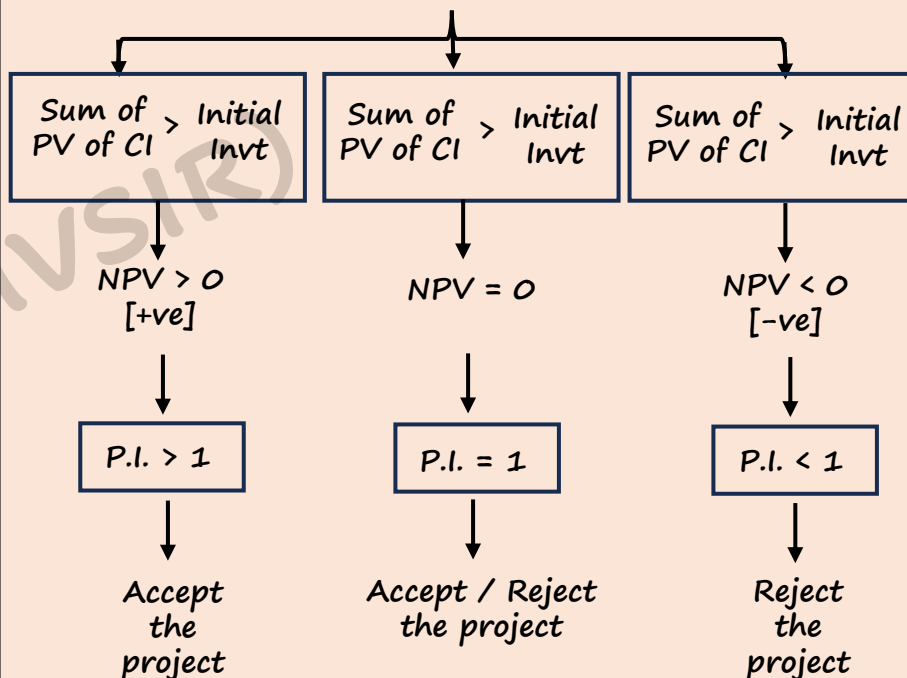 Sum of
PV of CI > Initial
Invt
Sum of
PV of CI > Initial
Invt
Sum of
PV of CI > Initial
Invt
NPV > 0
[+ve]
NPV = 0
NPV < 0
[-ve]
P.I. > 1
P.I. = 1
P.I. < 1
Accept
the
project
Accept / Reject
the project
Reject
the
project
IVSIR)